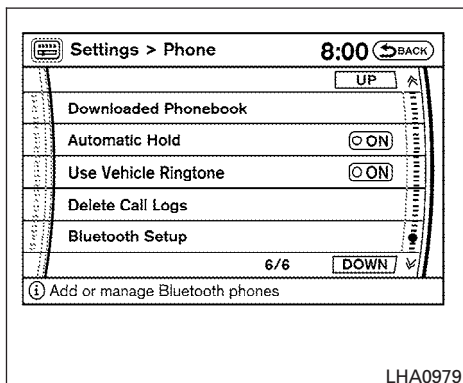 Settings > Phone 8:00 BACK
UP
Downloaded Phonebook
Automatic Hold ON
Use Vehicle Ringtone ON
Delete Call Logs
Bluetooth Setup
6/6 DOWN
i Add or manage Bluetooth phones
LHA0979